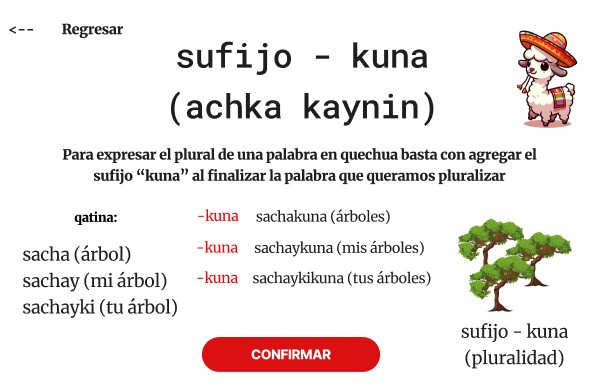 <-- Regresar
sufijo - kuna
(achka kaynin)
Para expresar el plural de una palabra en quechua basta con agregar el
sufijo “kuna” al finalizar la palabra que queramos pluralizar
qatina:
sacha (árbol)
sachay (mi árbol)
sachayki (tu árbol)
-kuna sachakuna (árboles)
-kuna sachaykuna (mis árboles)
-kuna sachaykikuna (tus árboles)
sufijo - kuna
(pluralidad)
CONFIRMAR